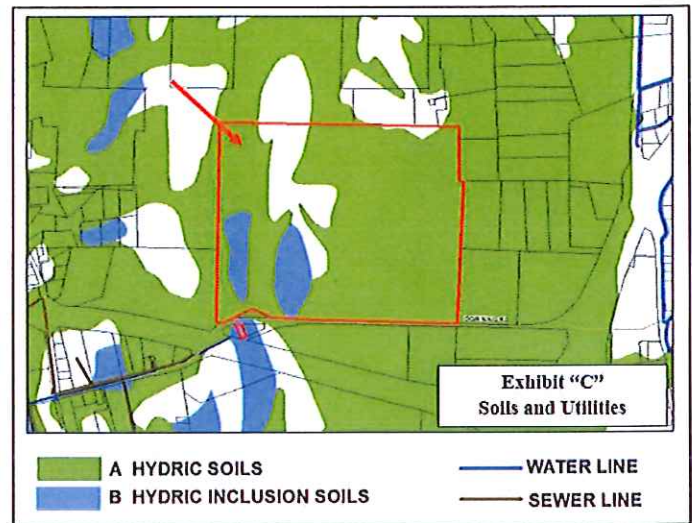 Exhibit “C”
Soils and Utilities
A HYDRIC SOILS
B HYDRIC INCLUSION SOILS
WATER LINE
SEWER LINE